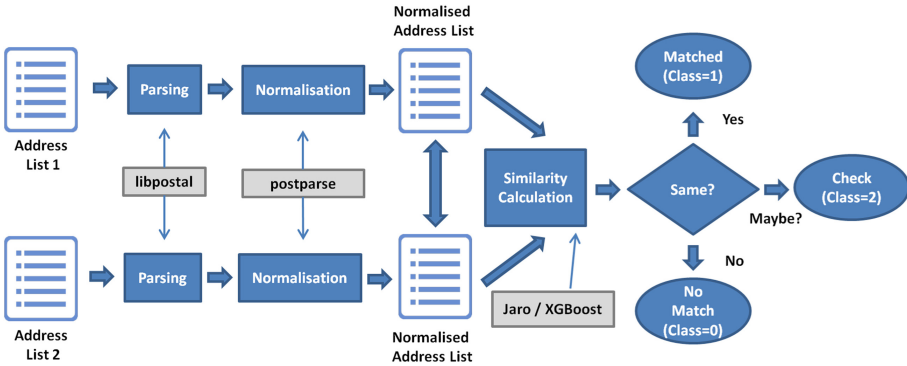 Normalised
Address List
Address
List 1
Parsing
Normalisation
libpostal
postparse
Similarity
Calculation
Same?
Matched
(Class=1)
Yes
Check
(Class=2)
Maybe?
No
No
Match
(Class=0)
Jaro / XGBoost
Parsing
Normalisation
Address
List 2
Normalised
Address List